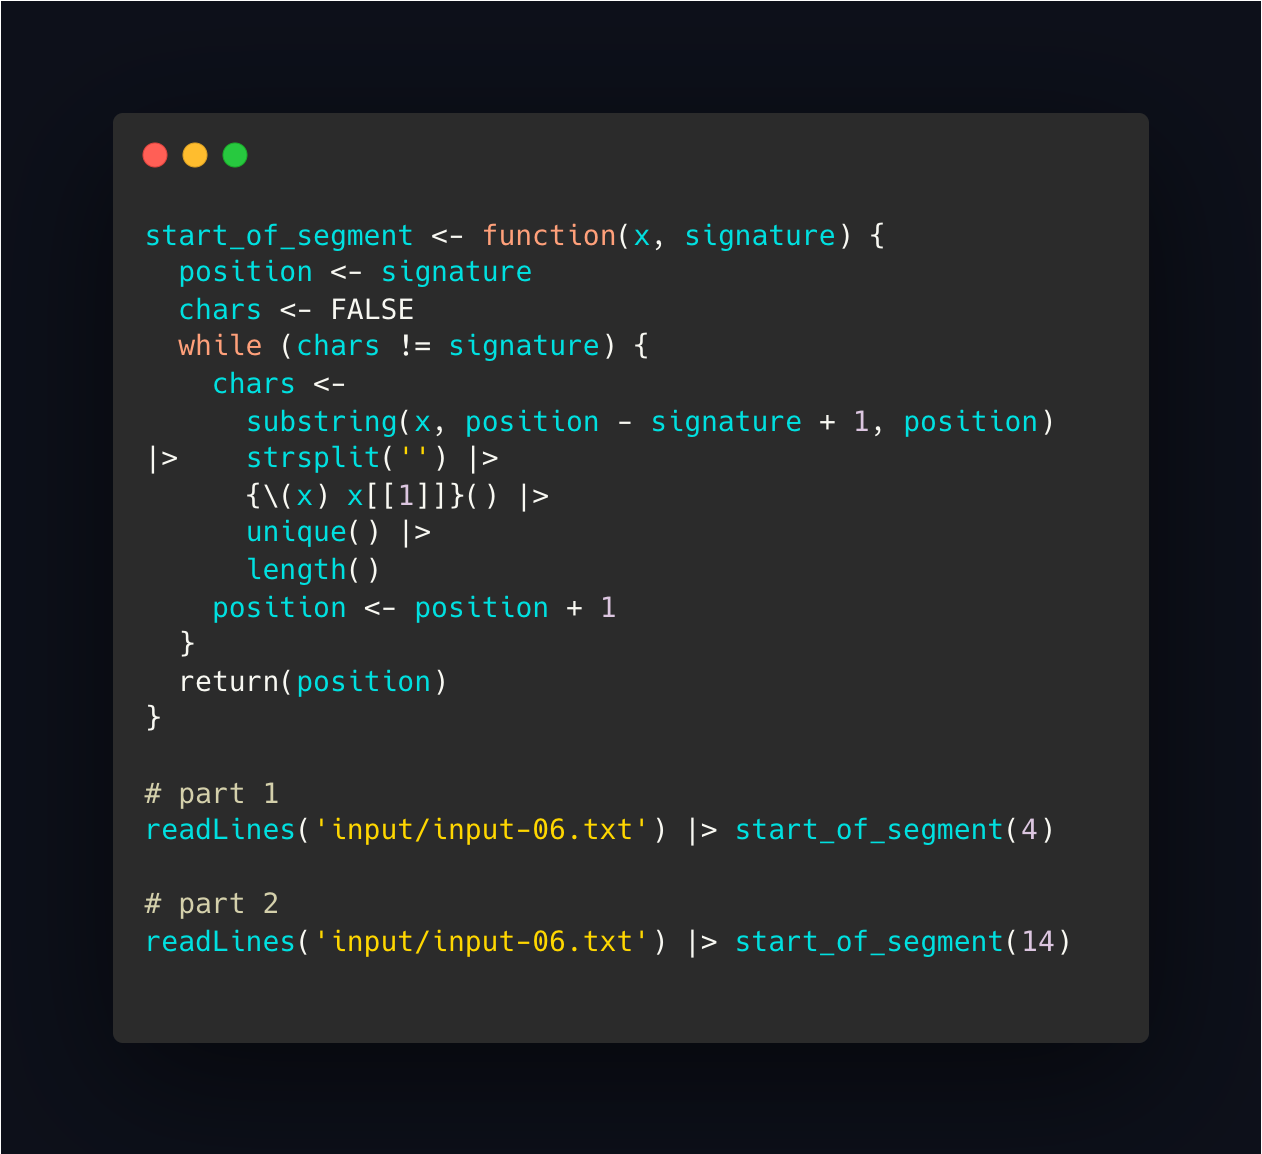 start_of_segment <- function(x, signature) {
  position <- signature
  chars <- FALSE
  while (chars != signature) {
    chars <-
      substring(x, position - signature + 1, position)
|>    strsplit('') |>
      {\(x) x[[1]]}() |>
      unique() |>
      length()
    position <- position + 1
  }
  return(position)
}

# part 1
readLines('input/input-06.txt') |> start_of_segment(4)

# part 2
readLines('input/input-06.txt') |> start_of_segment(14)